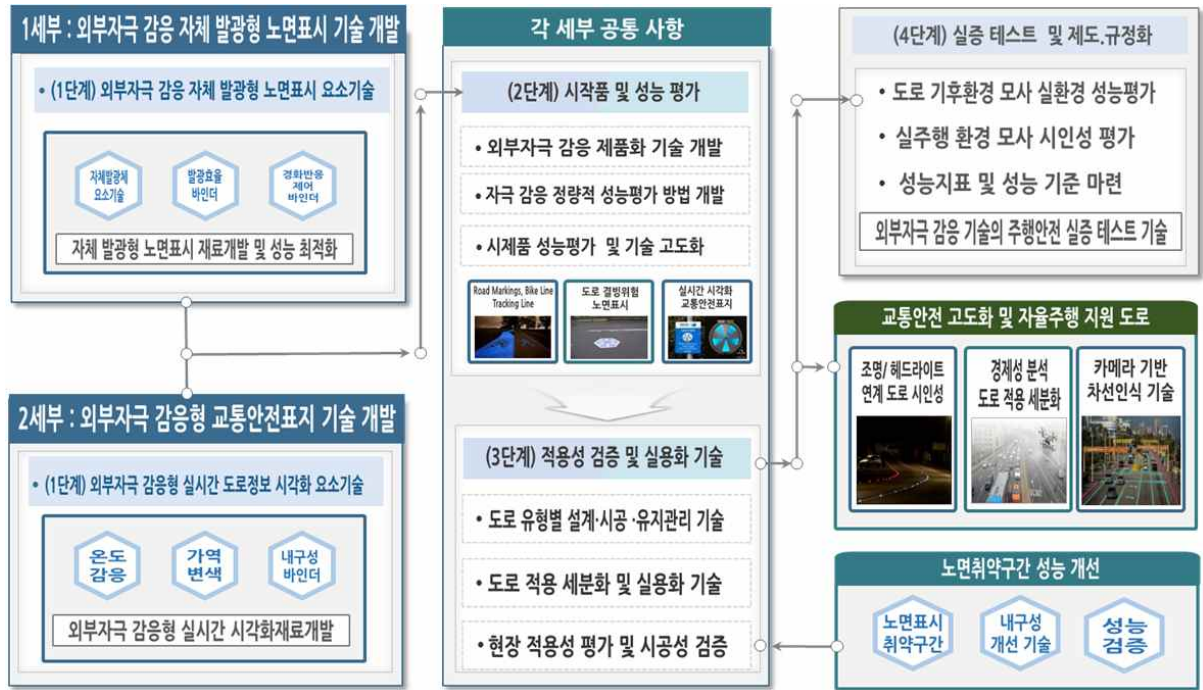 1세부 : 외부자극 감응 자체 발광형 노면표시 기술 개발
• (1단계) 외부자극 감응 자체 발광형 노면표시 요소기술
자체발광체
요소기술
발광효율
바인더
경화반응
제어
바인더
자체 발광형 노면표시 재료개발 및 성능 최적화
2세부 : 외부자극 감응형 교통안전표지 기술 개발
• (1단계) 외부자극 감응형 실시간 도로정보 시각화 요소기술
온도
감응
가역
변색
내구성
바인더
외부자극 감응형 실시간 시각화재료개발
각 세부 공통 사항
(2단계) 시작품 및 성능 평가
• 외부자극 감응 제품화 기술 개발
• 자극 감응 정량적 성능평가 방법 개발
• 시제품 성능평가 및 기술 고도화
Road Markings, Bike Line
Tracking Line
도로 결빙위험
노면표시
실시간 시각화
교통안전표지
(3단계) 적용성 검증 및 실용화 기술
• 도로 유형별 설계·시공 ·유지관리 기술
• 도로 적용 세분화 및 실용화 기술
• 현장 적용성 평가 및 시공성 검증
(4단계) 실증 테스트 및 제도.규정화
• 도로 기후환경 모사 실환경 성능평가
• 실주행 환경 모사 시인성 평가
• 성능지표 및 성능 기준 마련
외부자극 감응 기술의 주행안전 실증 테스트 기술
교통안전 고도화 및 자율주행 지원 도로
조명/ 헤드라이트
연계 도로 시인성
경제성 분석
도로 적용 세분화
카메라 기반
차선인식 기술
노면취약구간 성능 개선
노면표시
취약구간
내구성
개선 기술
성능
검증